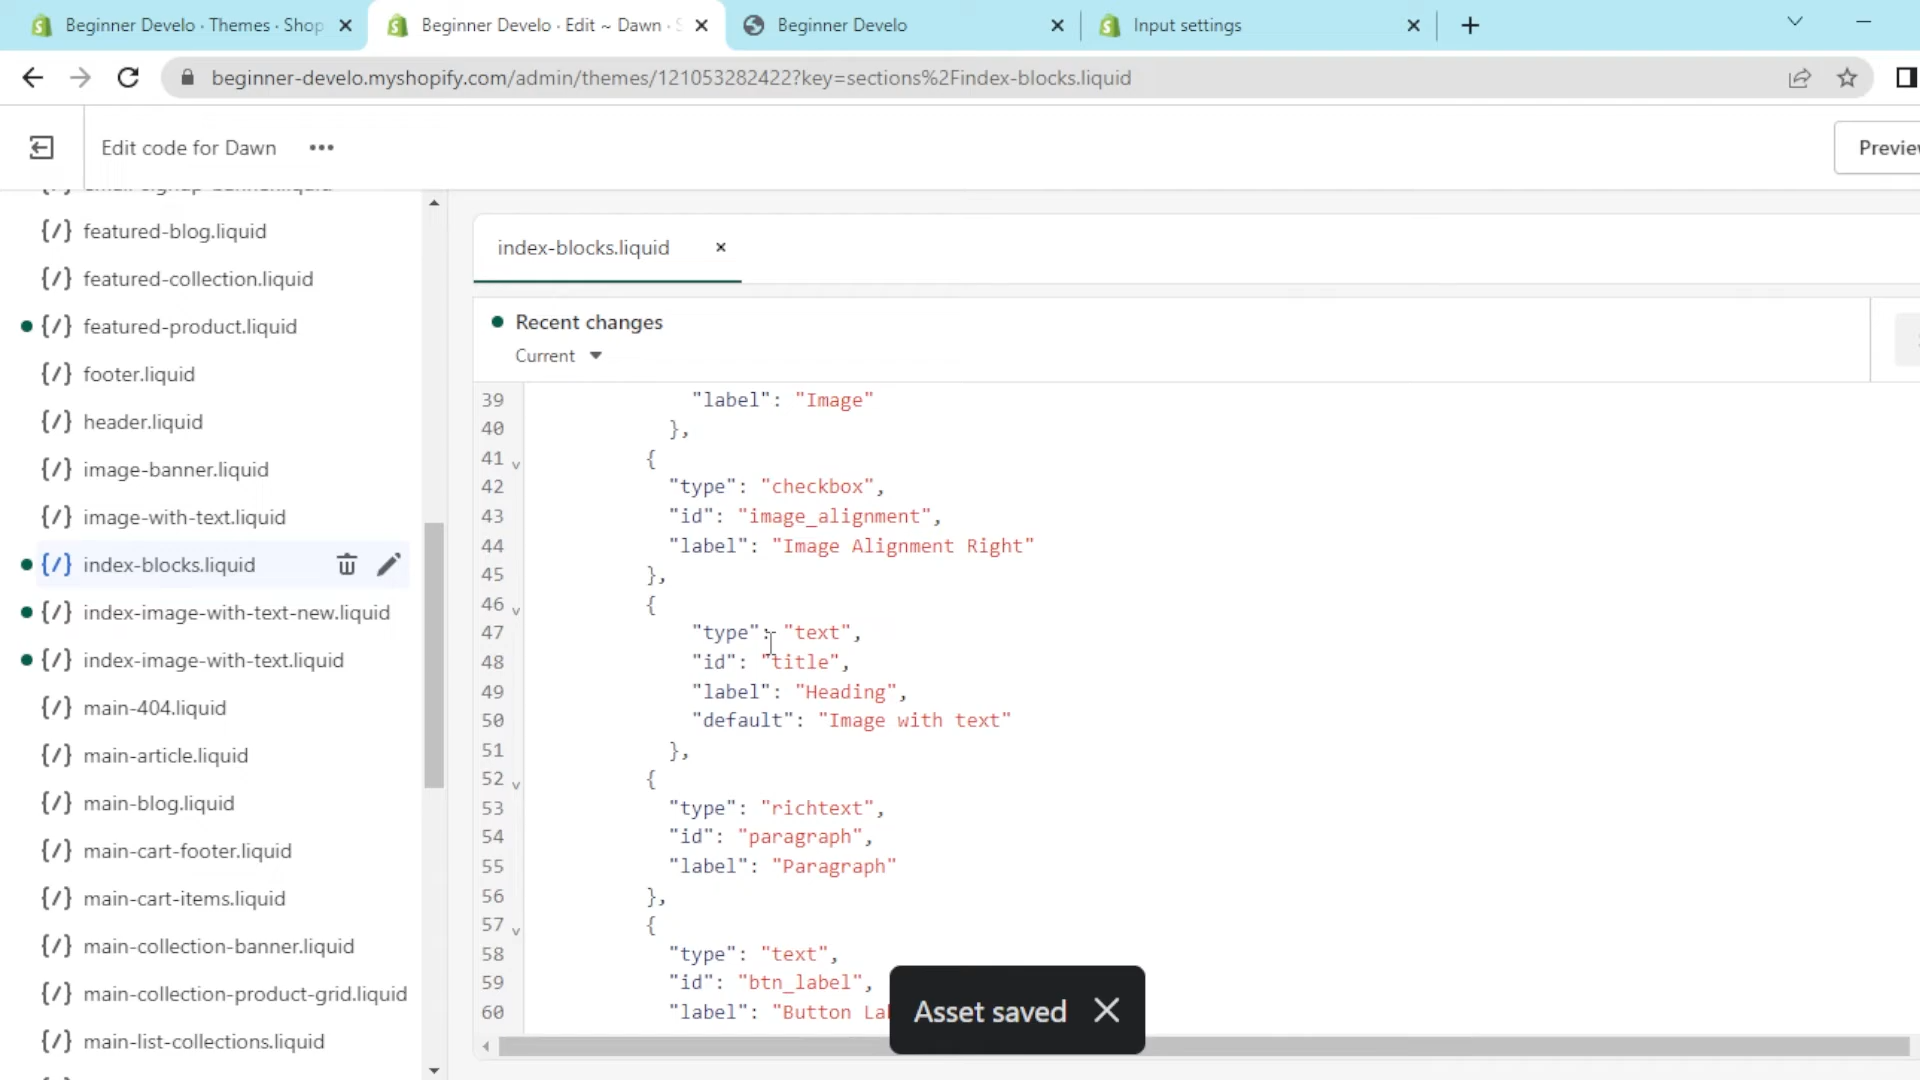 Beginner Develo · Themes · Shop
Beginner Develo · Edit ~ Dawn · S
Beginner Develo
Input settings
beginner-develo.myshopify.com/admin/themes/121053282422?key=sections%2Findex-blocks.liquid
Edit code for Dawn
Preview
{/} featured-blog.liquid
{/} featured-collection.liquid
{/} featured-product.liquid
{/} footer.liquid
{/} header.liquid
{/} image-banner.liquid
{/} image-with-text.liquid
{/} index-blocks.liquid
{/} index-image-with-text-new.liquid
{/} index-image-with-text.liquid
{/} main-404.liquid
{/} main-article.liquid
{/} main-blog.liquid
{/} main-cart-footer.liquid
{/} main-cart-items.liquid
{/} main-collection-banner.liquid
{/} main-collection-product-grid.liquid
{/} main-list-collections.liquid
index-blocks.liquid
Recent changes
Current
39 "label": "Image"
40 },
41 {
42 "type": "checkbox",
43 "id": "image_alignment",
44 "label": "Image Alignment Right"
45 },
46 {
47 "type": "text",
48 "id": "title",
49 "label": "Heading",
50 "default": "Image with text"
51 },
52 {
53 "type": "richtext",
54 "id": "paragraph",
55 "label": "Paragraph"
56 },
57 {
58 "type": "text",
59 "id": "btn_label",
60 "label": "Button La
Asset saved